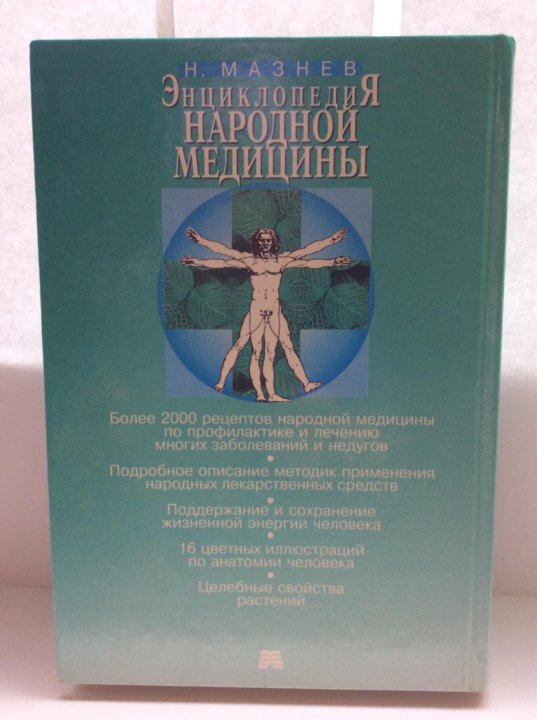 Н. МАЗНЕВ
ЭНЦИКЛОПЕДИЯ
НАРОДНОЙ
МЕДИЦИНЫ
Более 2000 рецептов народной медицины
по профилактике и лечению
многих заболеваний и недугов
•
Подробное описание методик применения
народных лекарственных средств
•
Поддержание и сохранение
жизненной энергии человека
•
16 цветных иллюстраций
по анатомии человека
•
Целебные свойства
растений